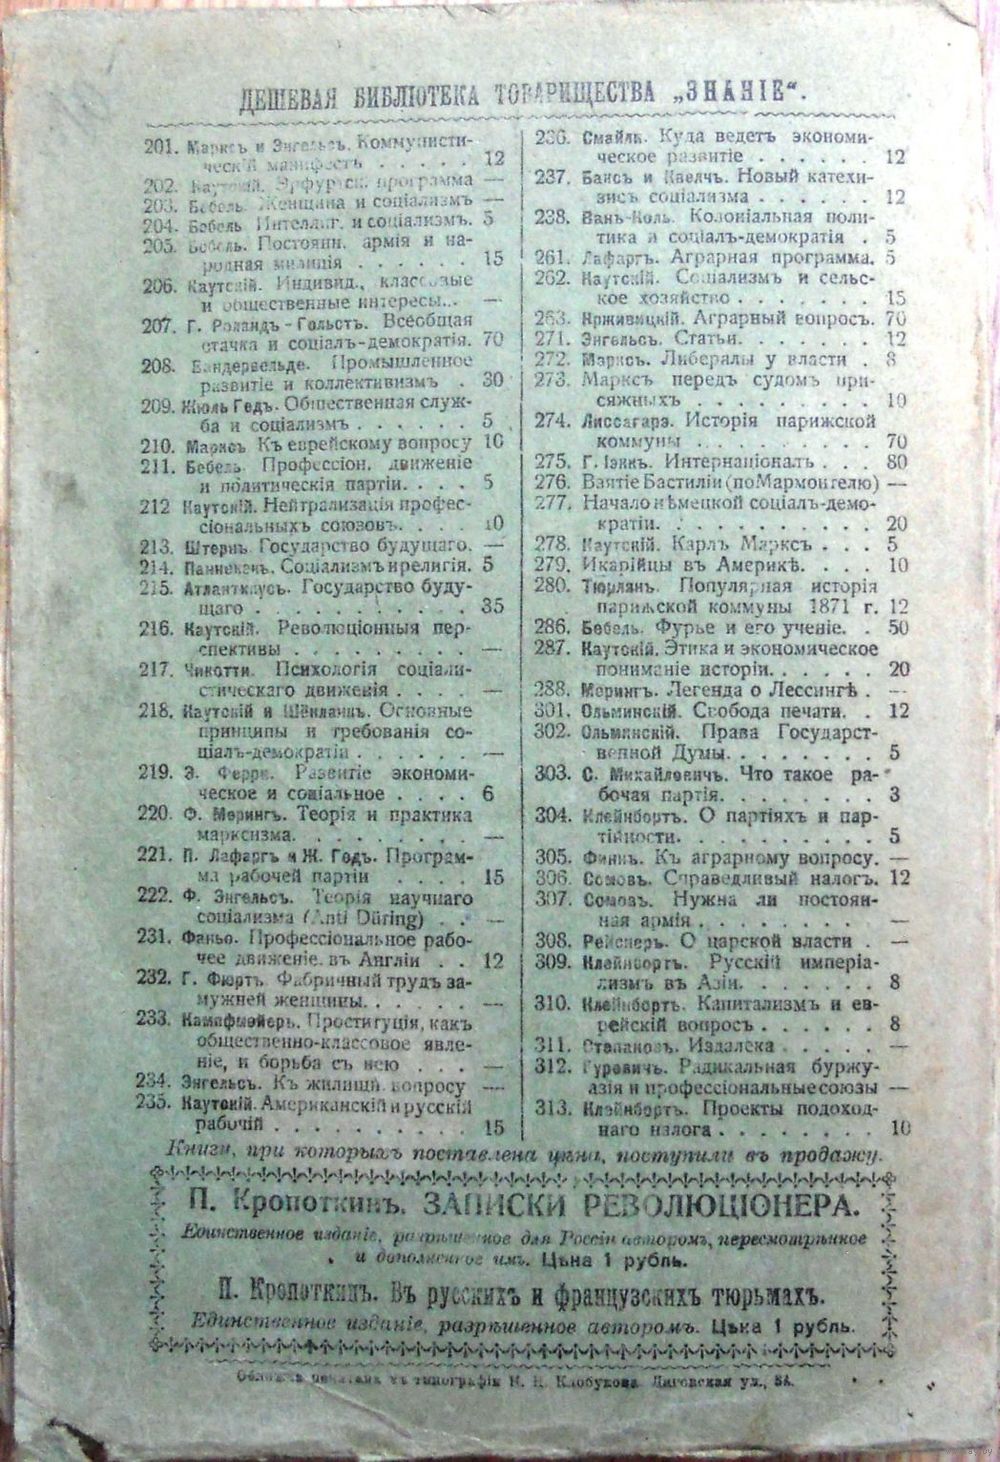 ДЕШЕВАЯ БИБЛІОТЕКА ТОВАРИЩЕСТВА „ЗНАНІЕ“.
201. Марксъ и Энгельсъ. Коммунисти-
ческій манифестъ . . . . . 12
202. Каутскій. Эрфуртск. программа —
203. Бебель. Женщина и соціализмъ —
204. Бебель Интеллиг. и соціализмъ. 5
205. Бебель. Постоянн. армія и на-
родная милиція . . . . . . 15
206. Каутскій. Индивид., классовые
и общественные интересы... —
207. Г. Роландъ-Гольстъ. Всеобщая
стачка и соціалъ-демократія. 70
208. Вандервельде. Промышленное
развитіе и коллективизмъ . 30
209. Жюль Гедъ. Общественная служ-
ба и соціализмъ . . . . . . 5
210. Марксъ Къ еврейскому вопросу 10
211. Бебель Профессіон. движеніе
и политическія партіи. . . . 5
212 Каутскій. Нейтрализація профес-
сіональныхъ союзовъ. . . . 10
213. Штернъ Государство будущаго. —
214. Паннекекъ. Соціализмъ и религія. 5
215. Атлантикусъ. Государство буду-
щаго . . . . . . . . . . . 35
216. Каутскій. Революціонныя пер-
спективы . . . . . . . . . —
217. Чикотти. Психологія соціали-
стическаго движенія . . . . —
218. Каутскій и Шенланкъ. Основные
принципы и требованія со-
ціалъ-демократіи . . . . . . —
219. Э. Ферри. Развитіе экономи-
ческое и соціальное . . . . 6
220. Ф. Мерингъ. Теорія и практика
марксизма. . . . . . . . . —
221. П. Лафаргъ и Ж. Гедъ. Програм-
ма рабочей партіи . . . . 15
222. Ф. Энгельсъ. Теорія научнаго
соціализма (Anti Düring) . . —
231. Фаньо. Профессіональное рабо-
чее движеніе. въ Англіи . . 12
232. Г. Фюртъ. Фабричный трудъ за-
мужней женщины. . . . . . —
233. Кампфмейеръ. Проституція, какъ
общественно-классовое явле-
ніе, и борьба съ нею . . . —
234. Энгельсъ. Къ жилищн. вопросу —
235. Каутскій. Американскій и русскій
рабочій . . . . . . . . . . 15
236. Смайль. Куда ведетъ экономи-
ческое развитіе . . . . . . 12
237. Баксъ и Квелчъ. Новый катехи-
зисъ соціализма . . . . . . 12
238. Ванъ-Коль. Колоніальная поли-
тика и соціалъ-демократія . 5
261. Лафаргъ. Аграрная программа. 5
262. Каутскій. Соціализмъ и сельс-
кое хозяйство . . . . . . . 15
263. Крживицкій. Аграрный вопросъ. 70
271. Энгельсъ. Статьи. . . . . . . 12
272. Марксъ. Либералы у власти . 8
273. Марксъ передъ судомъ при-
сяжныхъ . . . . . . . . . 10
274. Лиссагарэ. Исторія парижской
коммуны . . . . . . . . . 70
275. Г. Іэккъ. Интернаціоналъ . . . 80
276. Взятіе Бастиліи (по Мармонтелю) —
277. Начало нѣмецкой соціалъ-демо-
кратіи. . . . . . . . . . . 20
278. Каутскій. Карлъ Марксъ . . . 5
279. Икарійцы въ Америкѣ. . . . 10
280. Тюрланъ. Популярная исторія
парижской коммуны 1871 г. 12
286. Бебель. Фурье и его ученіе. . 50
287. Каутскій. Этика и экономическое
пониманіе исторіи. . . . . . 20
288. Мерингъ. Легенда о Лессингѣ . —
301. Ольминскій. Свобода печати. . 12
302. Ольминскій. Права Государст-
венной Думы. . . . . . . . 5
303. С. Михайловичъ. Что такое ра-
бочая партія. . . . . . . . 3
304. Клейнбортъ. О партіяхъ и пар-
тійности. . . . . . . . . . 5
305. Финнъ. Къ аграрному вопросу. —
306. Сомовъ. Справедливый налогъ. 12
307. Сомовъ. Нужна ли постоян-
ная армія . . . . . . . . —
308. Рейснеръ. О царской власти . —
309. Клейнбортъ. Русскій имперіа-
лизмъ въ Азіи. . . . . . . 8
310. Клейнбортъ. Капитализмъ и ев-
рейскій вопросъ . . . . . . 8
311. Издалека . . . . . —
312. Гуровичъ. Радикальная буржу-
азія и профессіональные союзы —
313. Клейнбортъ. Проекты подоход-
наго налога . . . . . . . . 10
Книги, при которыхъ поставлена цѣна, поступили въ продажу.
П. Кропоткинъ. ЗАПИСКИ РЕВОЛЮЦІОНЕРА.
Единственное изданіе, разрѣшенное для Россіи авторомъ, пересмотрѣнное
и дополненное имъ. Цѣна 1 рубль.
П. Кропоткинъ. Въ русскихъ и французскихъ тюрьмахъ.
Единственное изданіе, разрѣшенное авторомъ. Цѣна 1 рубль.
Обложка печатана въ типографіи Н. Н. Клобукова Лиговская ул., 34.